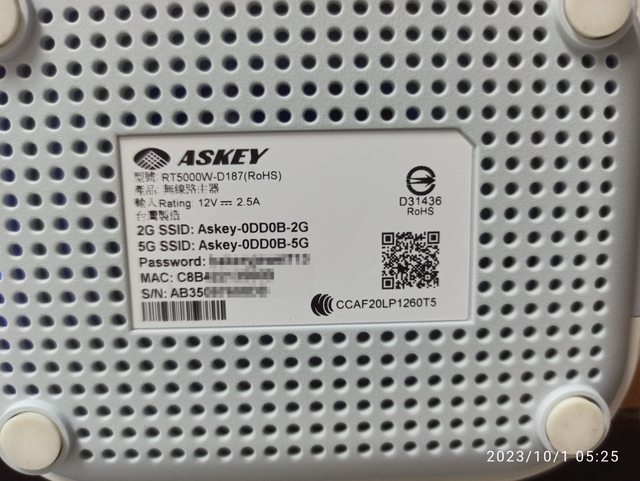 ASKEY
型號: RT5000W-D187(RoHS)
產品: 無線路由器
輸入Rating: 12V ⎓ 2.5A
台灣製造
2G SSID: Askey-0DD0B-2G
5G SSID: Askey-0DD0B-5G
Password:
MAC: C8B4
S/N: AB350
D31436
RoHS
CCAF20LP1260T5
2023/10/1 05:25